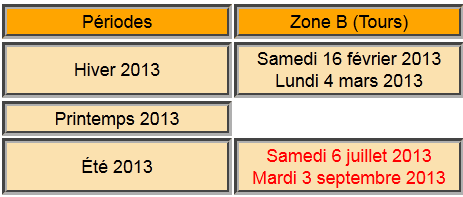 Périodes
Zone B (Tours)
Hiver 2013
Samedi 16 février 2013
Lundi 4 mars 2013
Printemps 2013
Été 2013
Samedi 6 juillet 2013
Mardi 3 septembre 2013